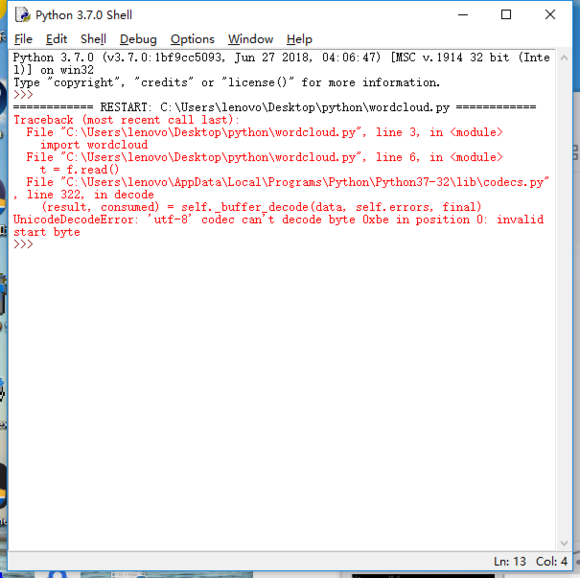 Python 3.7.0 Shell
File Edit Shell Debug Options Window Help
Python 3.7.0 (v3.7.0:1bf9cc5093, Jun 27 2018, 04:06:47) [MSC v.1914 32 bit (Inte
l)] on win32
Type "copyright", "credits" or "license()" for more information.
>>>
============ RESTART: C:\Users\lenovo\Desktop\python\wordcloud.py ============
Traceback (most recent call last):
  File "C:\Users\lenovo\Desktop\python\wordcloud.py", line 3, in <module>
    import wordcloud
  File "C:\Users\lenovo\Desktop\python\wordcloud.py", line 6, in <module>
    t = f.read()
  File "C:\Users\lenovo\AppData\Local\Programs\Python\Python37-32\lib\codecs.py"
, line 322, in decode
    (result, consumed) = self._buffer_decode(data, self.errors, final)
UnicodeDecodeError: 'utf-8' codec can't decode byte 0xbe in position 0: invalid
start byte
>>>
Ln: 13 Col: 4